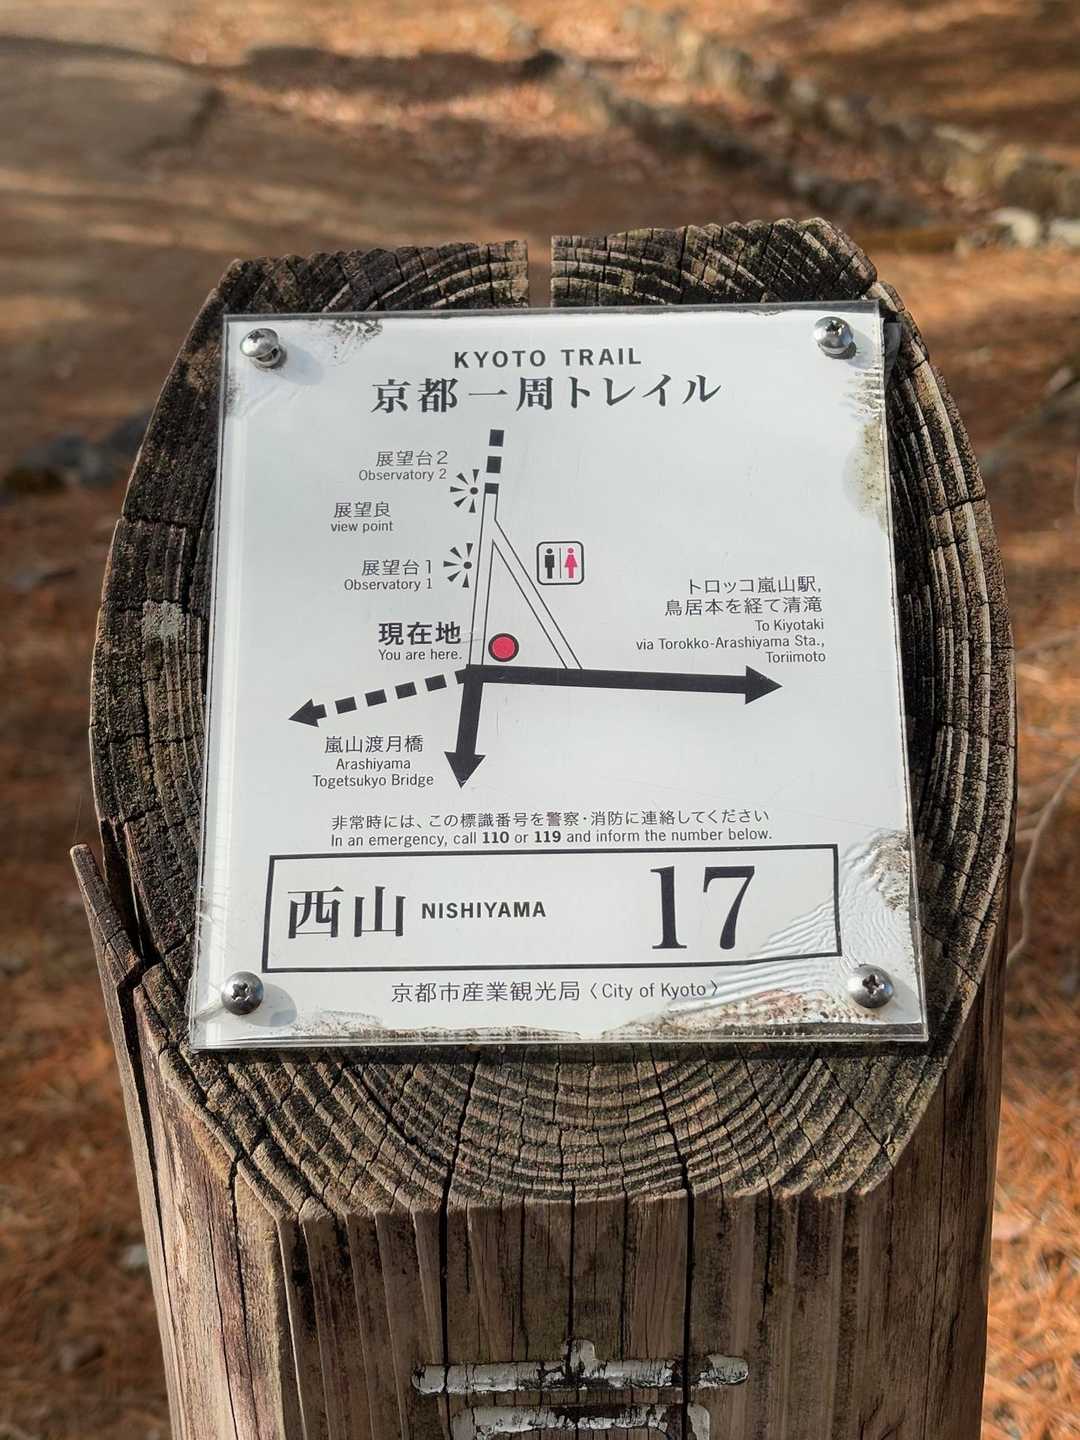 KYOTO TRAIL
京都一周トレイル
展望台2
Observatory 2
展望良
view point
展望台1
Observatory 1
現在地
You are here.
トロッコ嵐山駅,
鳥居本を経て清滝
To Kiyotaki
via Torokko-Arashiyama Sta.,
Toriimoto
嵐山渡月橋
Arashiyama
Togetsukyo Bridge
非常時には、この標識番号を警察・消防に連絡してください
In an emergency, call 110 or 119 and inform the number below.
西山 NISHIYAMA 17
京都市産業観光局〈City of Kyoto〉